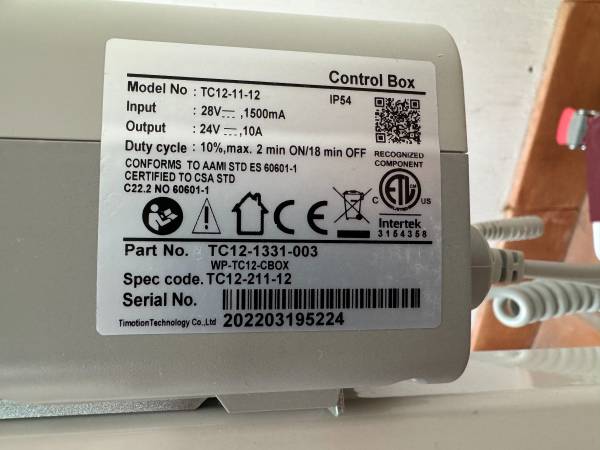 Control Box
Model No : TC12-11-12
IP54
Input : 28V⎓,1500mA
Output : 24V⎓,10A
Duty cycle : 10%,max. 2 min ON/18 min OFF
CONFORMS TO AAMI STD ES 60601-1
CERTIFIED TO CSA STD
C22.2 NO 60601-1
RECOGNIZED
COMPONENT
C ETL US
Intertek
3154358
CE
Part No. TC12-1331-003
WP-TC12-CBOX
Spec code. TC12-211-12
Serial No.
TimotionTechnology Co.,Ltd 202203195224